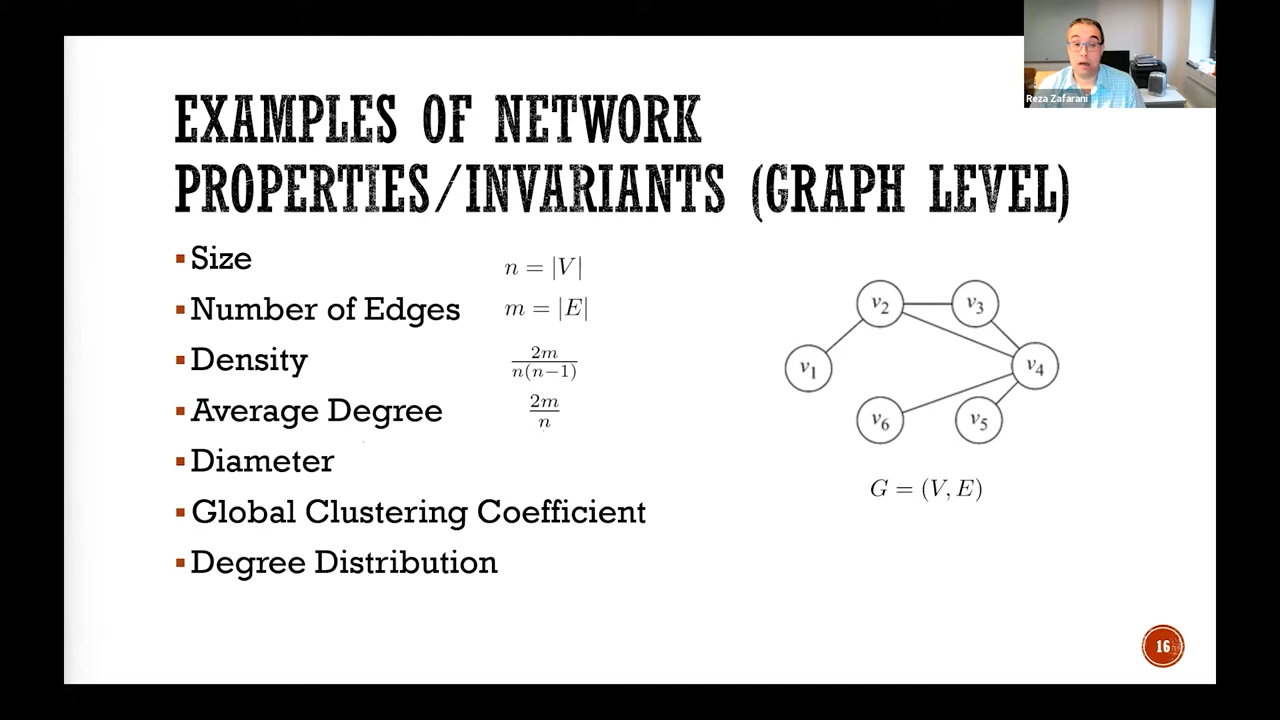 Reza Zafarani
EXAMPLES OF NETWORK
PROPERTIES/INVARIANTS (GRAPH LEVEL)
▪Size n = |V|
▪Number of Edges m = |E|
▪Density 2m/n(n−1)
▪Average Degree 2m/n
▪Diameter
▪Global Clustering Coefficient
▪Degree Distribution
v2 v3
v1 v4
v6 v5
G = (V, E)
16